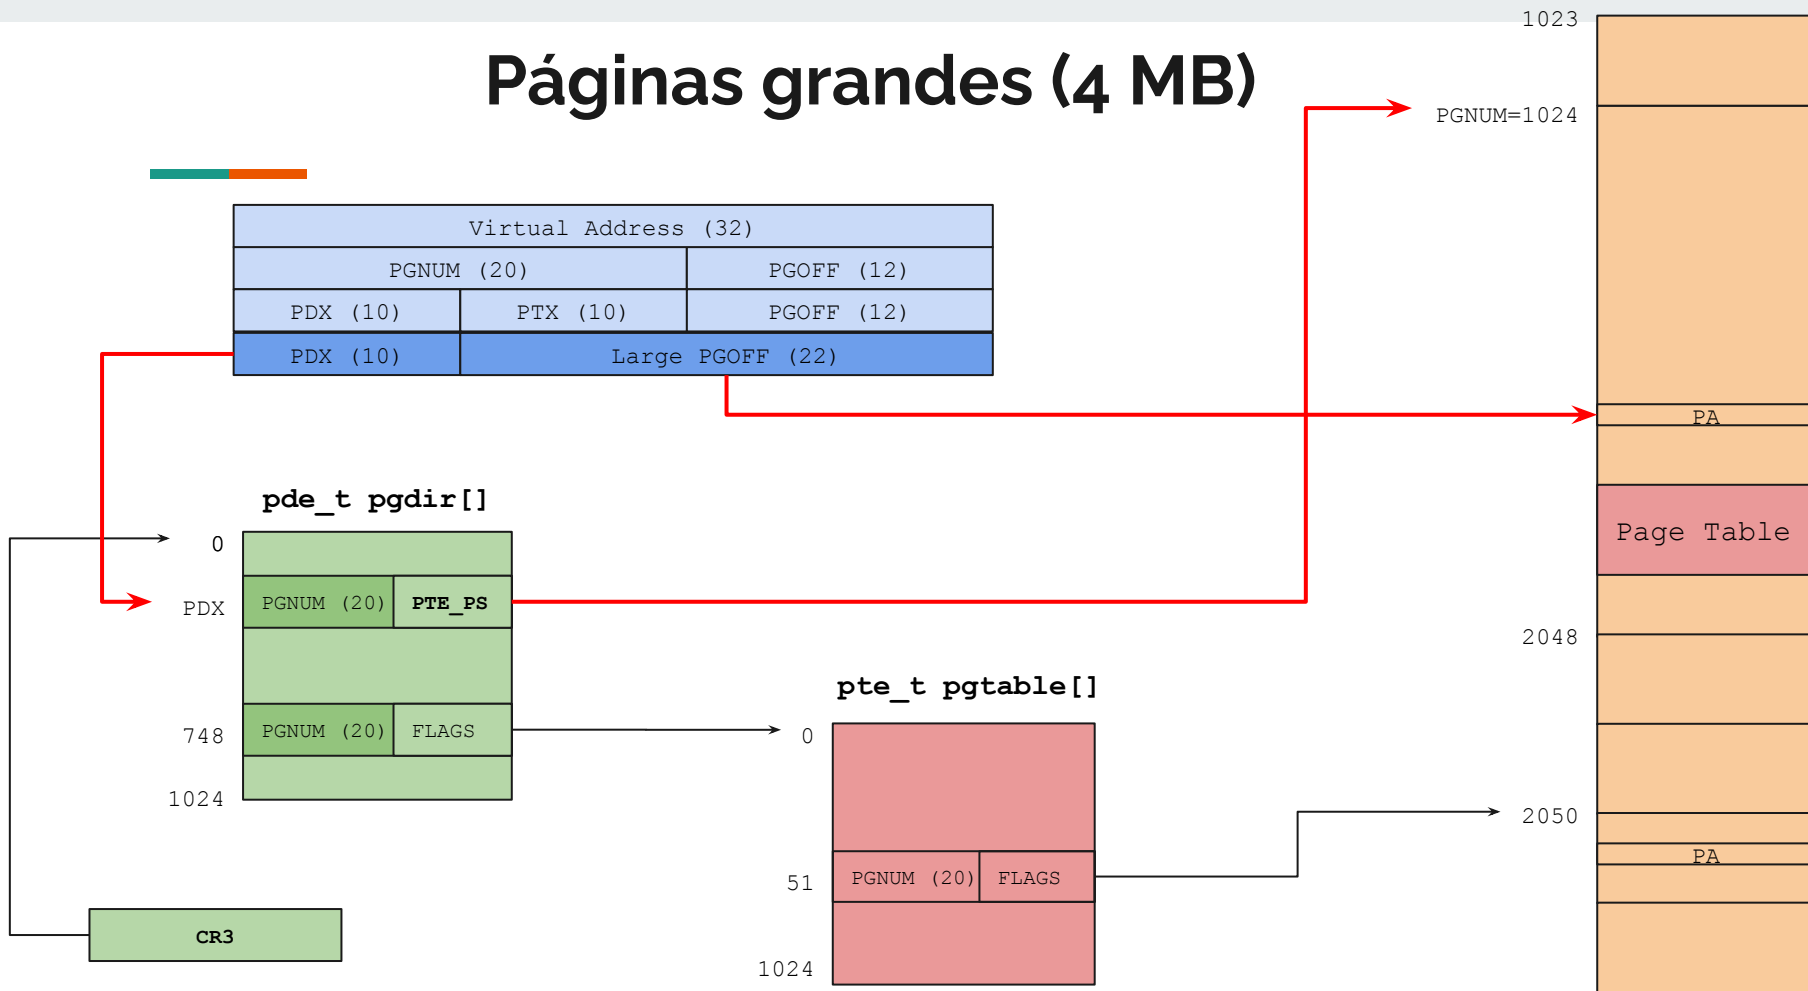 1023
Páginas grandes (4 MB)
PGNUM=1024
Virtual Address (32)
PGNUM (20) PGOFF (12)
PDX (10) PTX (10) PGOFF (12)
PDX (10) Large PGOFF (22)
PA
pde_t pgdir[]
Page Table
0
PDX PGNUM (20) PTE_PS
2048
pte_t pgtable[]
748 PGNUM (20) FLAGS
0
1024
2050
PA
51 PGNUM (20) FLAGS
CR3
1024